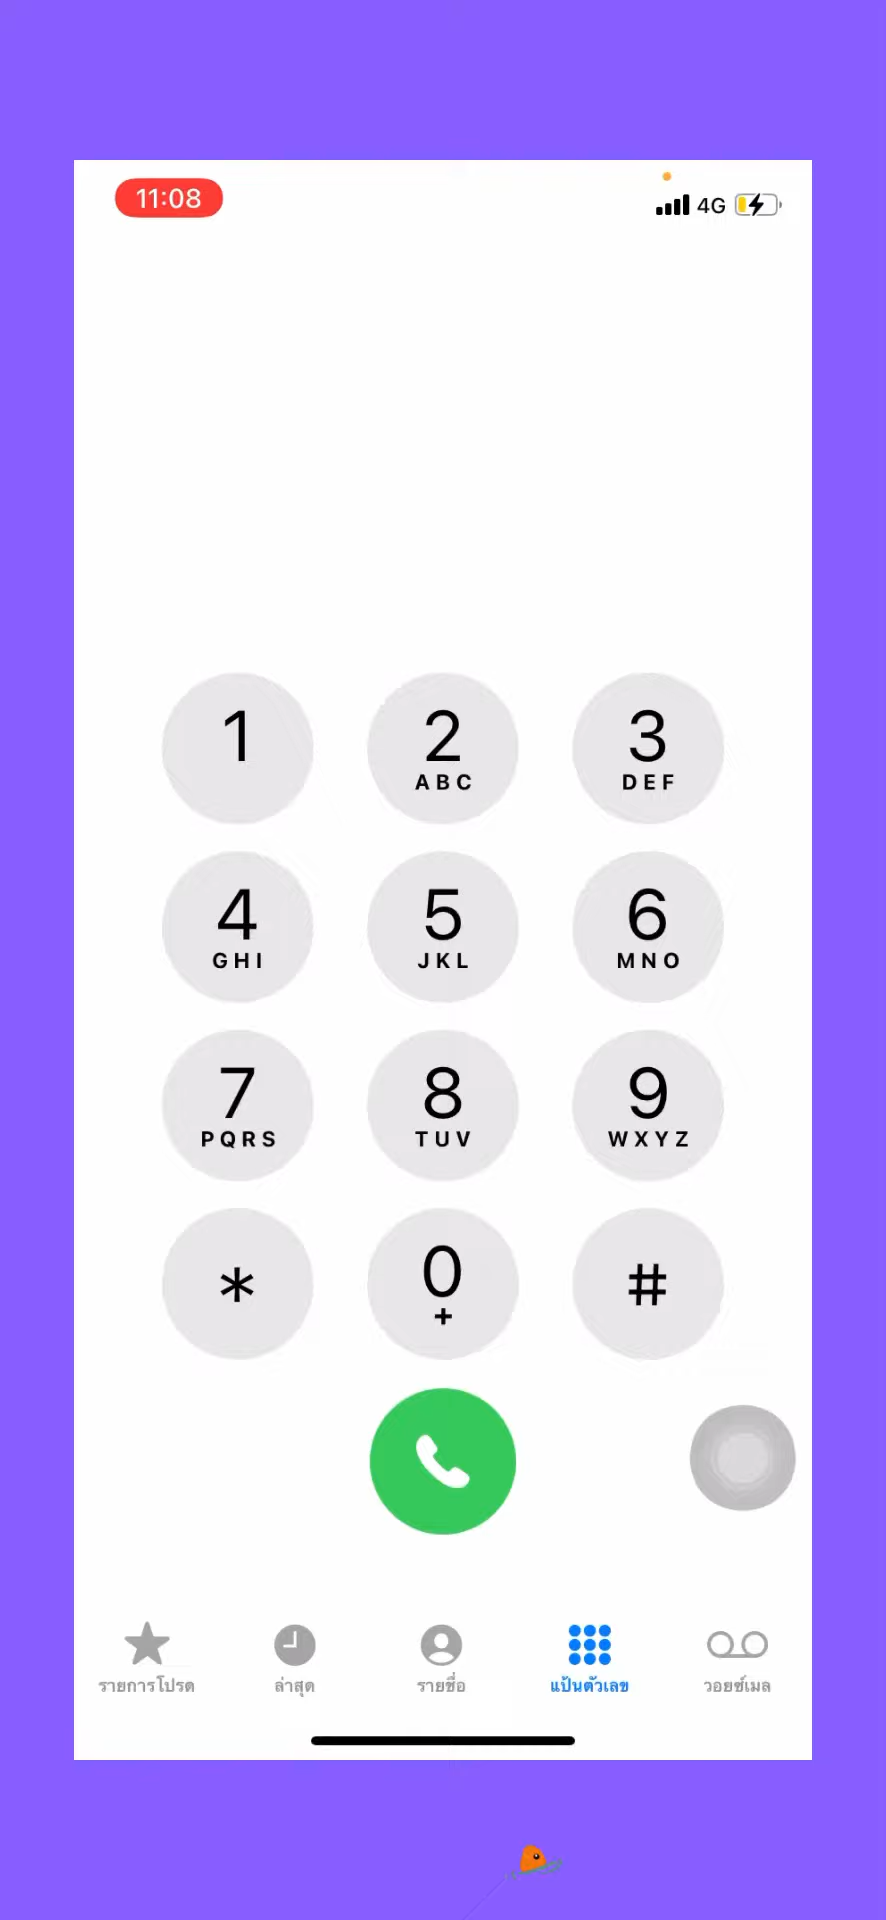 11:08
4G
1
2
ABC
3
DEF
4
GHI
5
JKL
6
MNO
7
PQRS
8
TUV
9
WXYZ
*
0
+
#
รายการโปรด
ล่าสุด
รายชื่อ
แป้นตัวเลข
วอยซ์เมล